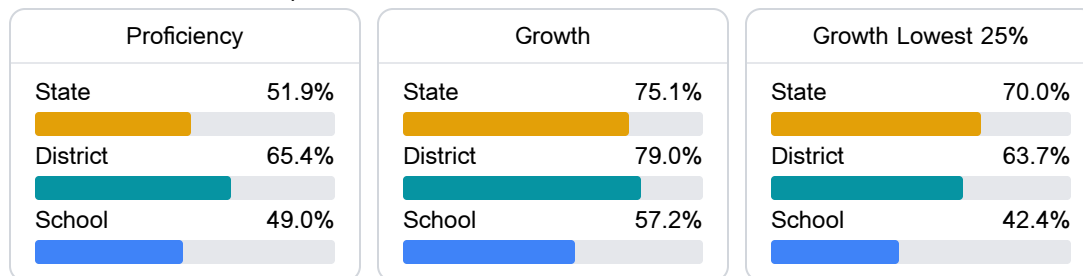 Proficiency
State 51.9%
District 65.4%
School 49.0%
Growth
State 75.1%
District 79.0%
School 57.2%
Growth Lowest 25%
State 70.0%
District 63.7%
School 42.4%